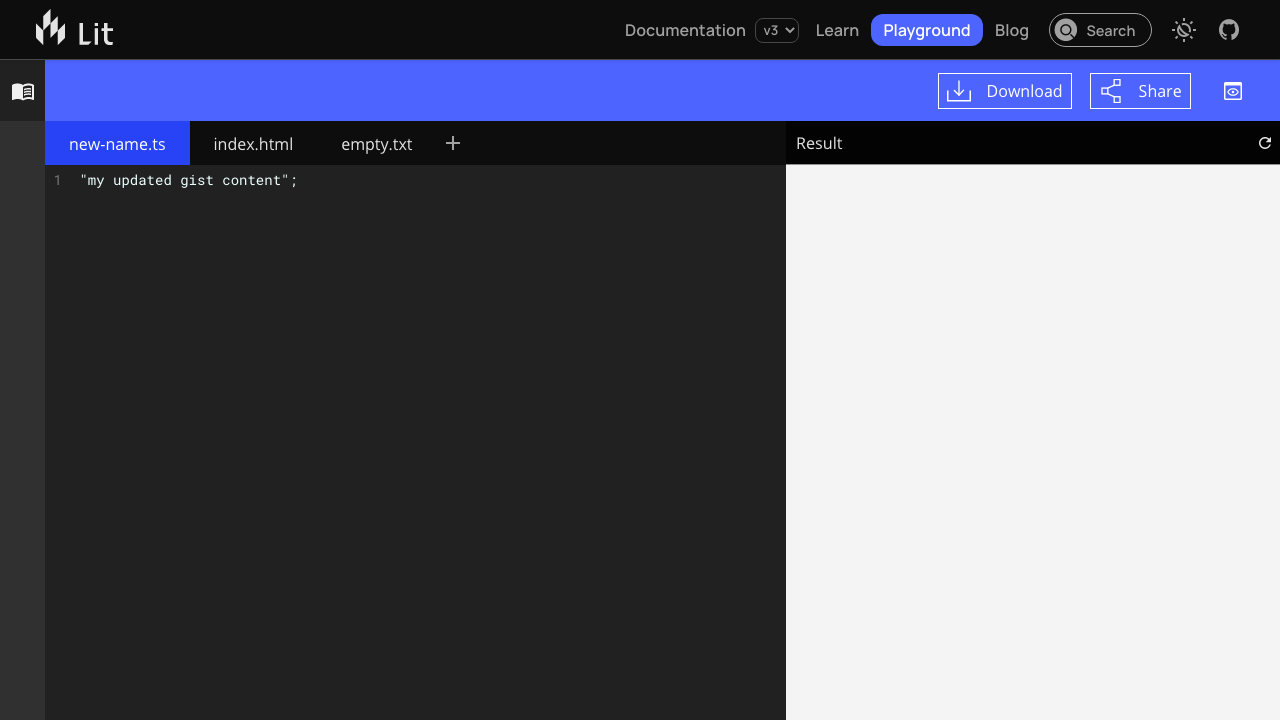 Lit
Documentation v3 Learn Playground Blog Search
Download Share
new-name.ts index.html empty.txt
Result
1 "my updated gist content";